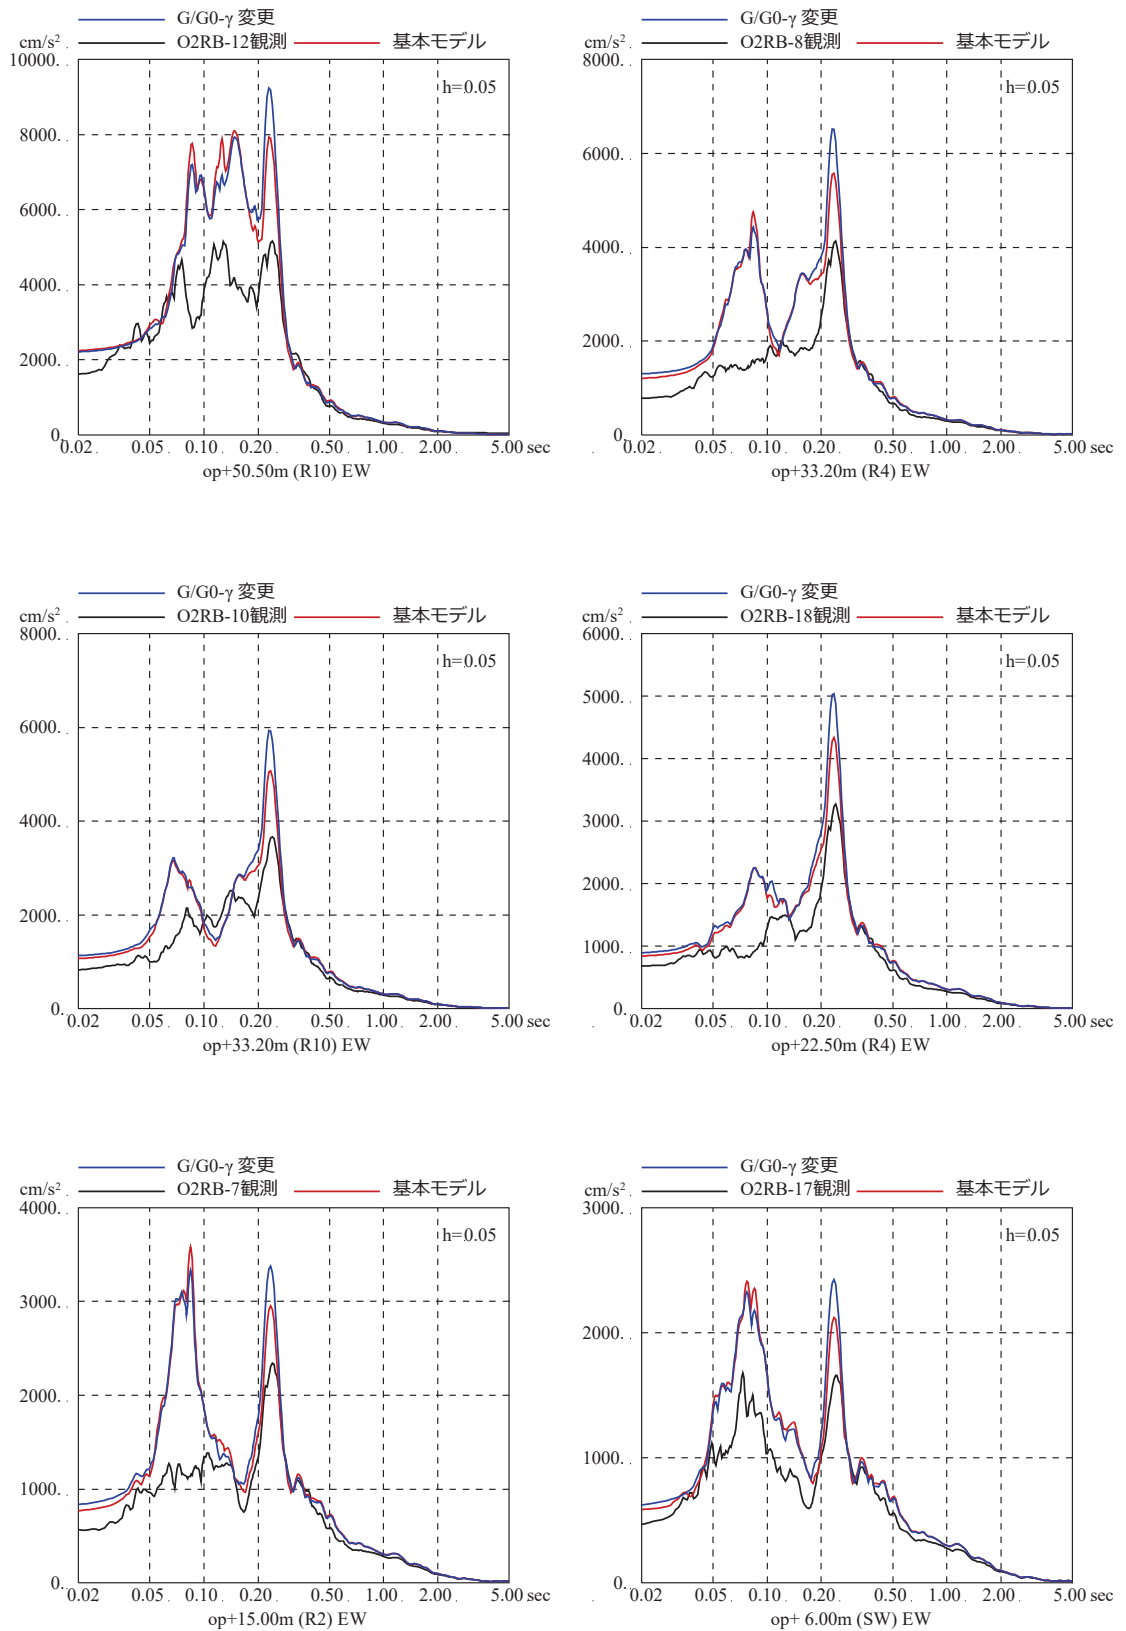 G/G0-γ 変更
cm/s² O2RB-12観測 基本モデル
10000.
h=0.05
8000.
6000.
4000.
2000.
0.
0.02 0.05 0.10 0.20 0.50 1.00 2.00 5.00 sec
op+50.50m (R10) EW
G/G0-γ 変更
cm/s² O2RB-8観測 基本モデル
8000.
h=0.05
6000.
4000.
2000.
0.
0.02 0.05 0.10 0.20 0.50 1.00 2.00 5.00 sec
op+33.20m (R4) EW
G/G0-γ 変更
cm/s² O2RB-10観測 基本モデル
8000.
h=0.05
6000.
4000.
2000.
0.
0.02 0.05 0.10 0.20 0.50 1.00 2.00 5.00 sec
op+33.20m (R10) EW
G/G0-γ 変更
cm/s² O2RB-18観測 基本モデル
6000.
h=0.05
5000.
4000.
3000.
2000.
1000.
0.
0.02 0.05 0.10 0.20 0.50 1.00 2.00 5.00 sec
op+22.50m (R4) EW
G/G0-γ 変更
cm/s² O2RB-7観測 基本モデル
4000.
h=0.05
3000.
2000.
1000.
0.
0.02 0.05 0.10 0.20 0.50 1.00 2.00 5.00 sec
op+15.00m (R2) EW
G/G0-γ 変更
cm/s² O2RB-17観測 基本モデル
3000.
h=0.05
2000.
1000.
0.
0.02 0.05 0.10 0.20 0.50 1.00 2.00 5.00 sec
op+ 6.00m (SW) EW